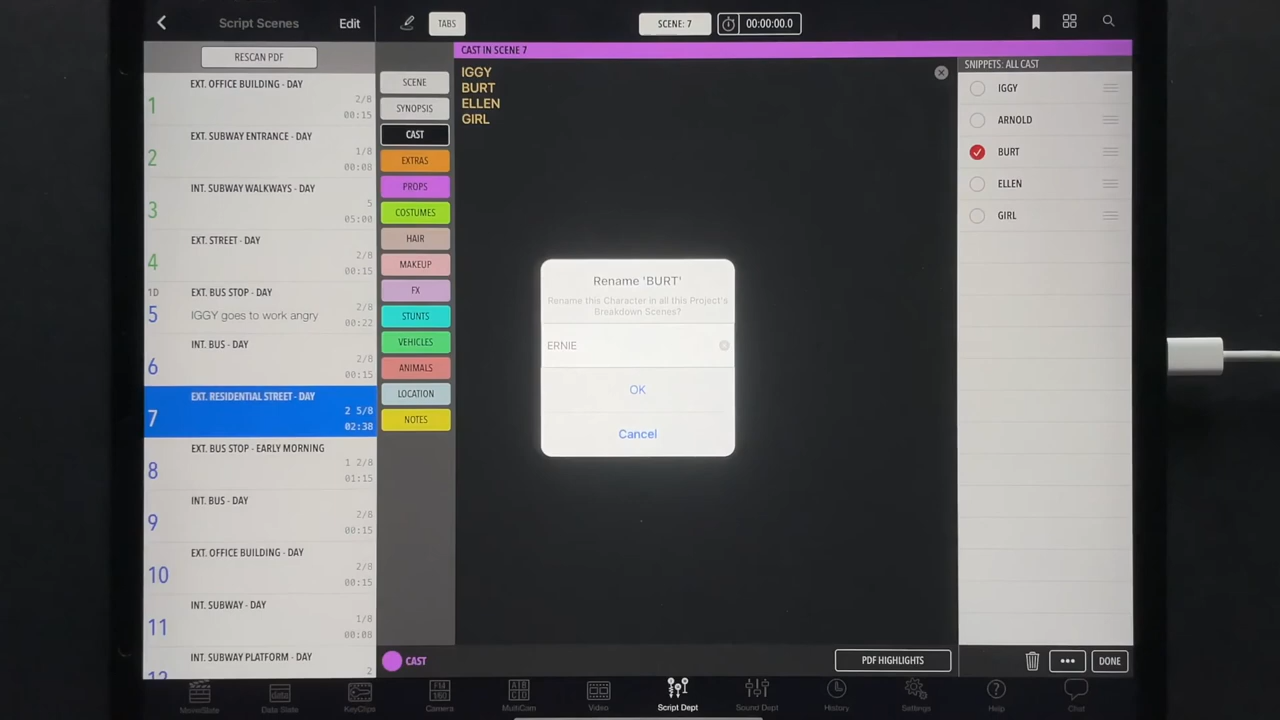 Script Scenes
Edit
TABS
SCENE: 7
00:00:00.0
RESCAN PDF
1
EXT. OFFICE BUILDING - DAY
2/8
00:15
2
EXT. SUBWAY ENTRANCE - DAY
1/8
00:08
3
INT. SUBWAY WALKWAYS - DAY
5
05:00
4
EXT. STREET - DAY
2/8
00:15
1D
5
EXT. BUS STOP - DAY
IGGY goes to work angry
2/8
00:22
6
INT. BUS - DAY
2/8
00:15
7
EXT. RESIDENTIAL STREET - DAY
2 5/8
02:38
8
EXT. BUS STOP - EARLY MORNING
1 2/8
01:15
9
INT. BUS - DAY
2/8
00:15
10
EXT. OFFICE BUILDING - DAY
2/8
00:15
11
INT. SUBWAY - DAY
1/8
00:08
12
INT. SUBWAY PLATFORM - DAY
2
SCENE
SYNOPSIS
CAST
EXTRAS
PROPS
COSTUMES
HAIR
MAKEUP
FX
STUNTS
VEHICLES
ANIMALS
LOCATION
NOTES
CAST IN SCENE 7
IGGY
BURT
ELLEN
GIRL
Rename 'BURT'
Rename this Character in all this Project's
Breakdown Scenes?
ERNIE
OK
Cancel
SNIPPETS: ALL CAST
IGGY
ARNOLD
BURT
ELLEN
GIRL
CAST
PDF HIGHLIGHTS
•••
DONE
MovieSlate
Data Slate
KeyClips
Camera
MultiCam
Video
Script Dept
Sound Dept
History
Settings
Help
Chat